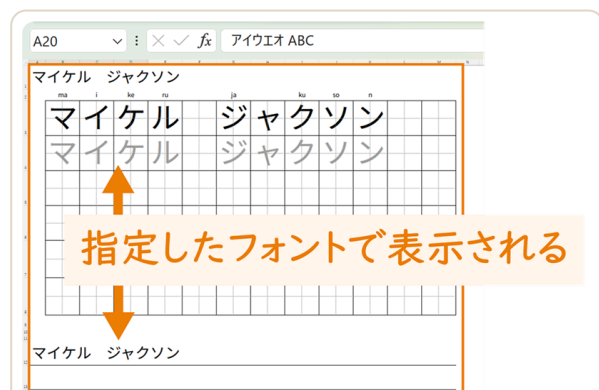 A20 fx アイウエオ ABC
マイケル　ジャクソン
ma i ke ru ja ku so n
マイケル ジャクソン
マイケル ジャクソン
指定したフォントで表示される
マイケル　ジャクソン